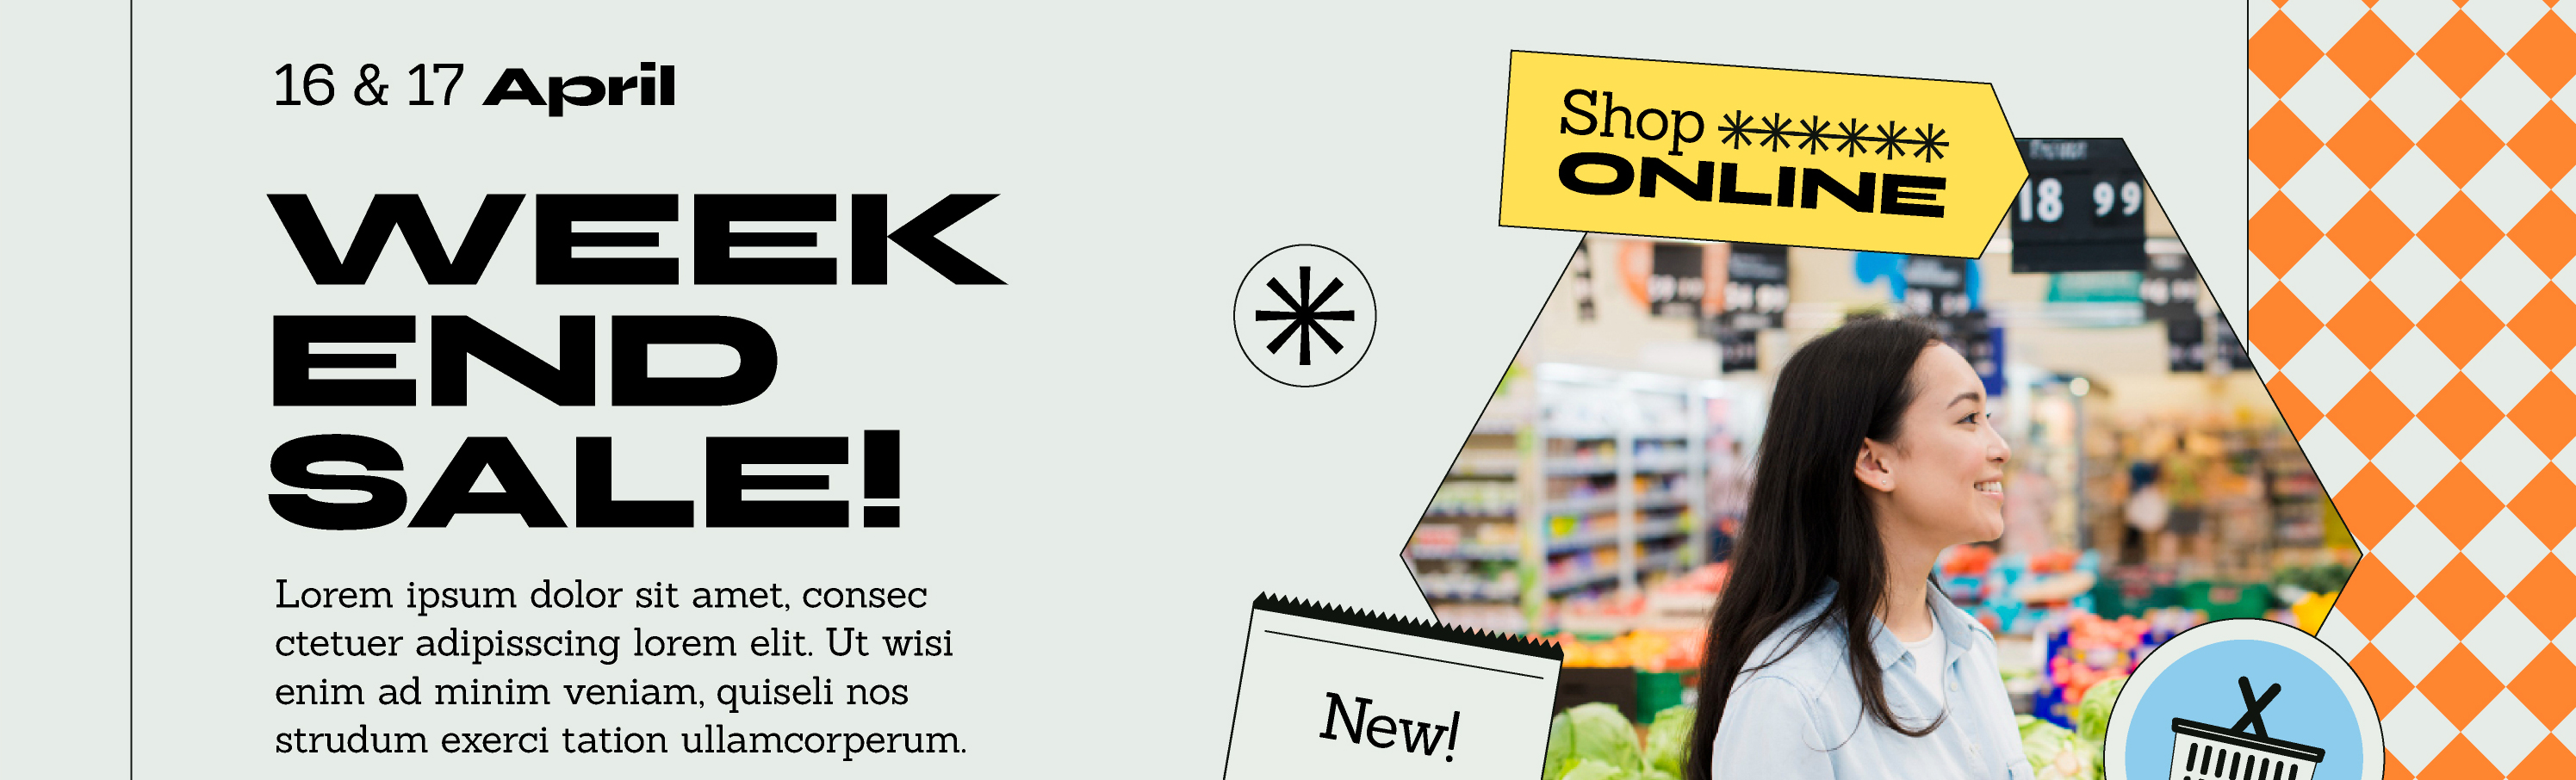 16 & 17 April
WEEK
END
SALE!
Lorem ipsum dolor sit amet, consec
ctetuer adipisscing lorem elit. Ut wisi
enim ad minim veniam, quiseli nos
strudum exerci tation ullamcorperum.
Shop
ONLINE
18 99
New!